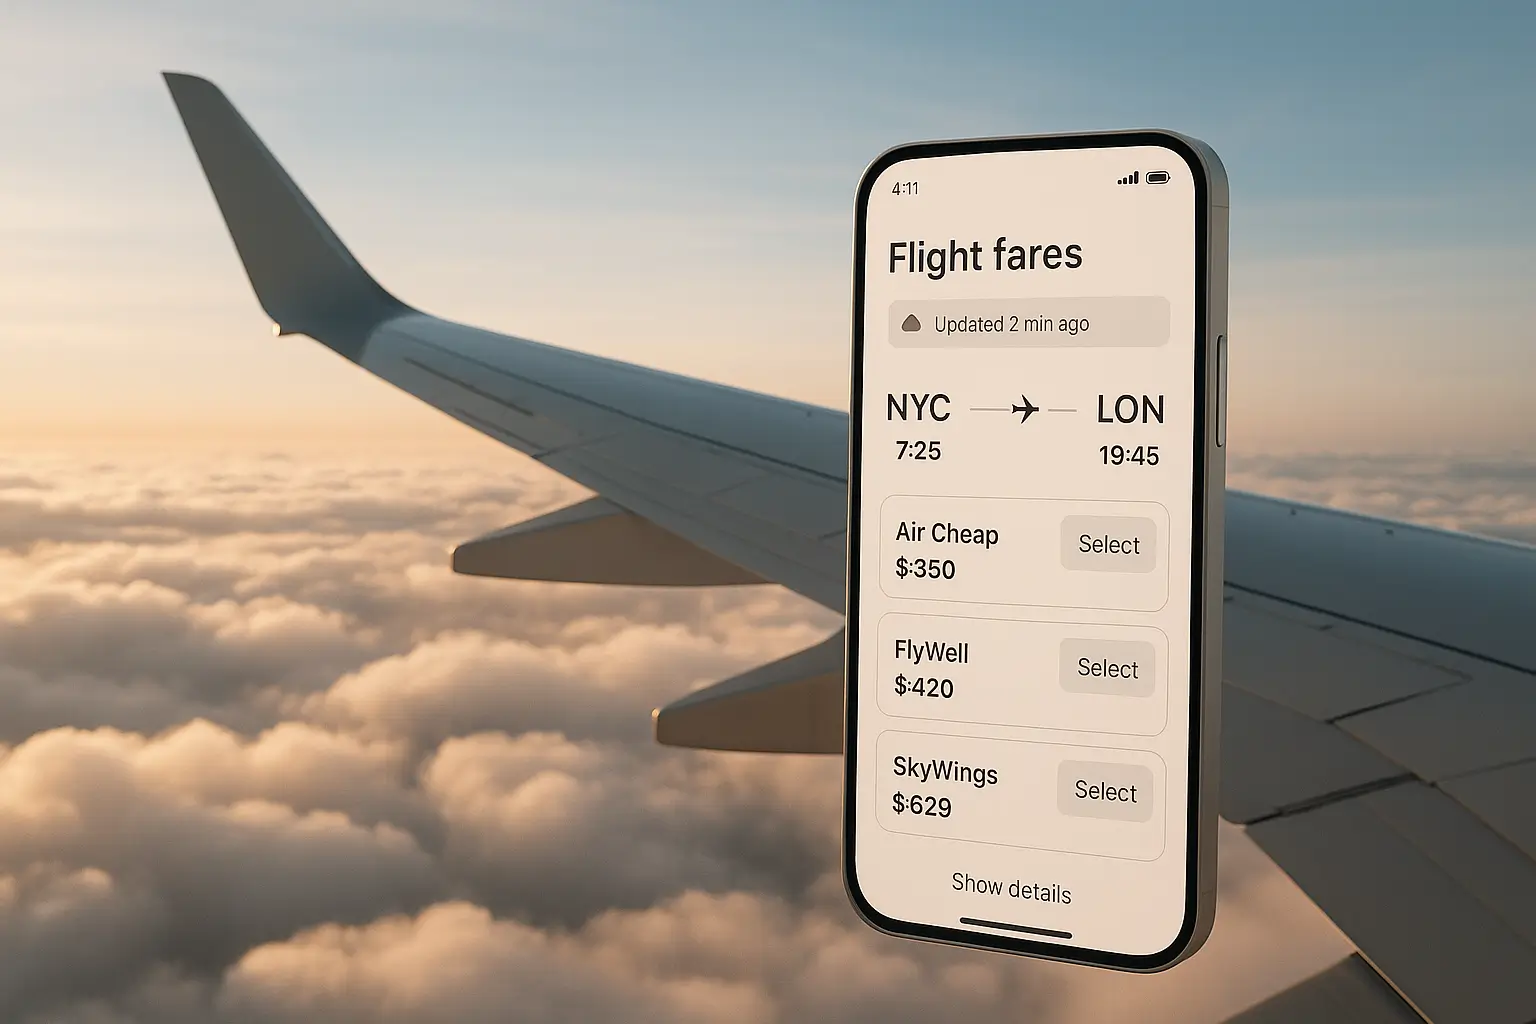 4:11
Flight fares
Updated 2 min ago
NYC LON
7:25 19:45
Air Cheap
$:350
Select
FlyWell
$:420
Select
SkyWings
$:629
Select
Show details